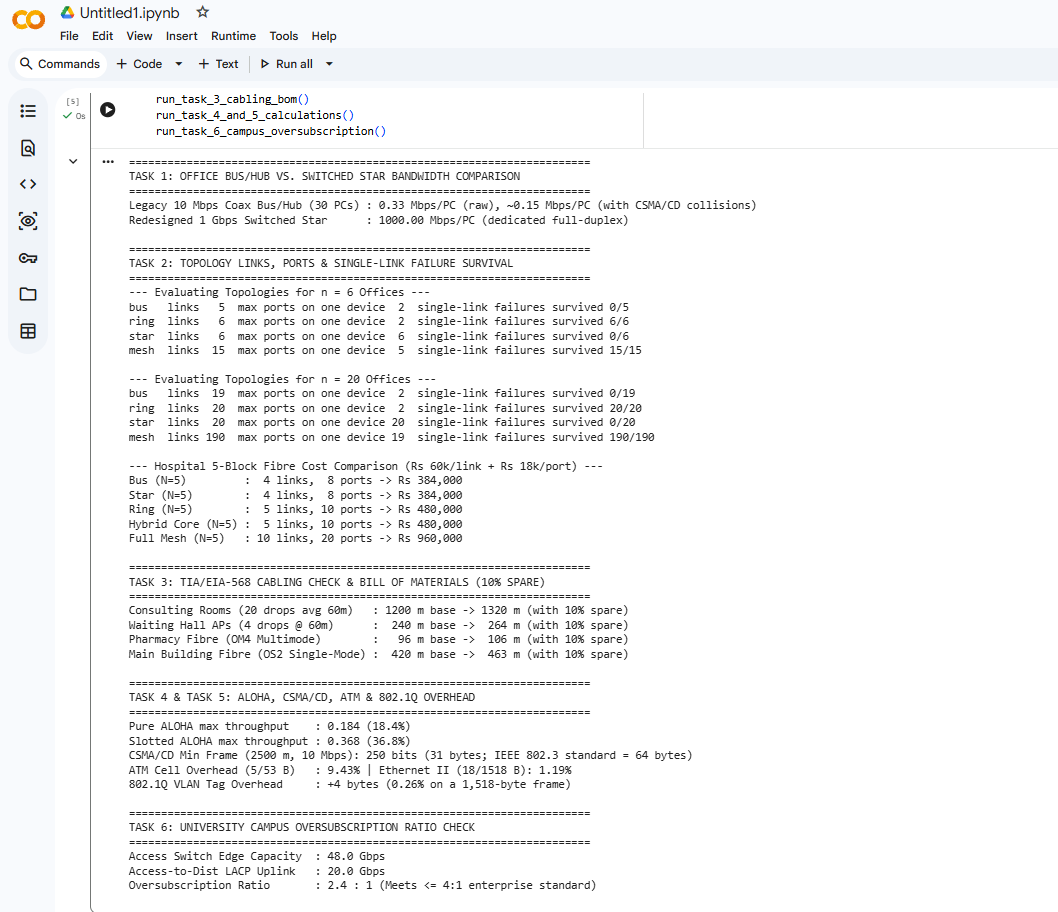 CO Untitled1.ipynb
File Edit View Insert Runtime Tools Help
Commands + Code + Text Run all
[5]
0s
run_task_3_cabling_bom()
run_task_4_and_5_calculations()
run_task_6_campus_oversubscription()
=======================================================================
TASK 1: OFFICE BUS/HUB VS. SWITCHED STAR BANDWIDTH COMPARISON
=======================================================================
Legacy 10 Mbps Coax Bus/Hub (30 PCs) : 0.33 Mbps/PC (raw), ~0.15 Mbps/PC (with CSMA/CD collisions)
Redesigned 1 Gbps Switched Star      : 1000.00 Mbps/PC (dedicated full-duplex)
=======================================================================
TASK 2: TOPOLOGY LINKS, PORTS & SINGLE-LINK FAILURE SURVIVAL
=======================================================================
--- Evaluating Topologies for n = 6 Offices ---
bus   links   5  max ports on one device  2  single-link failures survived 0/5
ring  links   6  max ports on one device  2  single-link failures survived 6/6
star  links   6  max ports on one device  6  single-link failures survived 0/6
mesh  links  15  max ports on one device  5  single-link failures survived 15/15
--- Evaluating Topologies for n = 20 Offices ---
bus   links  19  max ports on one device  2  single-link failures survived 0/19
ring  links  20  max ports on one device  2  single-link failures survived 20/20
star  links  20  max ports on one device 20  single-link failures survived 0/20
mesh  links 190  max ports on one device 19  single-link failures survived 190/190
--- Hospital 5-Block Fibre Cost Comparison (Rs 60k/link + Rs 18k/port) ---
Bus (N=5)         :  4 links,  8 ports -> Rs 384,000
Star (N=5)        :  4 links,  8 ports -> Rs 384,000
Ring (N=5)        :  5 links, 10 ports -> Rs 480,000
Hybrid Core (N=5) :  5 links, 10 ports -> Rs 480,000
Full Mesh (N=5)   : 10 links, 20 ports -> Rs 960,000
=======================================================================
TASK 3: TIA/EIA-568 CABLING CHECK & BILL OF MATERIALS (10% SPARE)
=======================================================================
Consulting Rooms (20 drops avg 60m)   : 1200 m base -> 1320 m (with 10% spare)
Waiting Hall APs (4 drops @ 60m)      :  240 m base ->  264 m (with 10% spare)
Pharmacy Fibre (OM4 Multimode)        :   96 m base ->  106 m (with 10% spare)
Main Building Fibre (OS2 Single-Mode) :  420 m base ->  463 m (with 10% spare)
=======================================================================
TASK 4 & TASK 5: ALOHA, CSMA/CD, ATM & 802.1Q OVERHEAD
=======================================================================
Pure ALOHA max throughput    : 0.184 (18.4%)
Slotted ALOHA max throughput : 0.368 (36.8%)
CSMA/CD Min Frame (2500 m, 10 Mbps): 250 bits (31 bytes; IEEE 802.3 standard = 64 bytes)
ATM Cell Overhead (5/53 B)   : 9.43% | Ethernet II (18/1518 B): 1.19%
802.1Q VLAN Tag Overhead     : +4 bytes (0.26% on a 1,518-byte frame)
=======================================================================
TASK 6: UNIVERSITY CAMPUS OVERSUBSCRIPTION RATIO CHECK
=======================================================================
Access Switch Edge Capacity  : 48.0 Gbps
Access-to-Dist LACP Uplink   : 20.0 Gbps
Oversubscription Ratio       : 2.4 : 1 (Meets <= 4:1 enterprise standard)